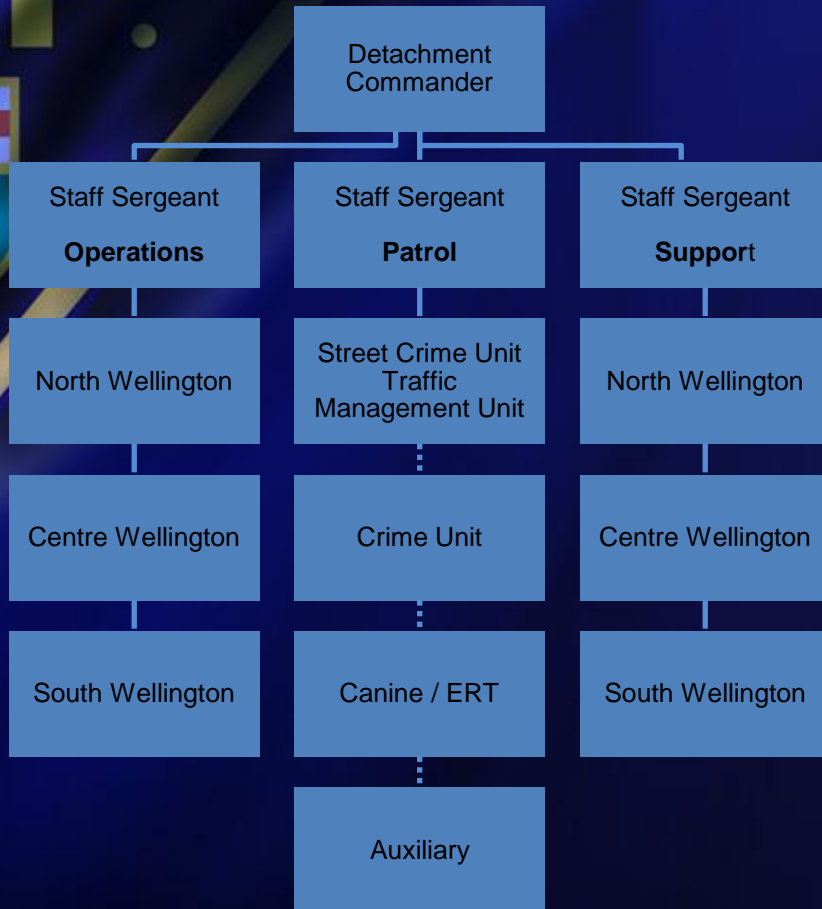 Detachment
Commander
Staff Sergeant
Operations
Staff Sergeant
Patrol
Staff Sergeant
Support
North Wellington
Street Crime Unit
Traffic
Management Unit
North Wellington
Centre Wellington
Crime Unit
Centre Wellington
South Wellington
Canine / ERT
South Wellington
Auxiliary